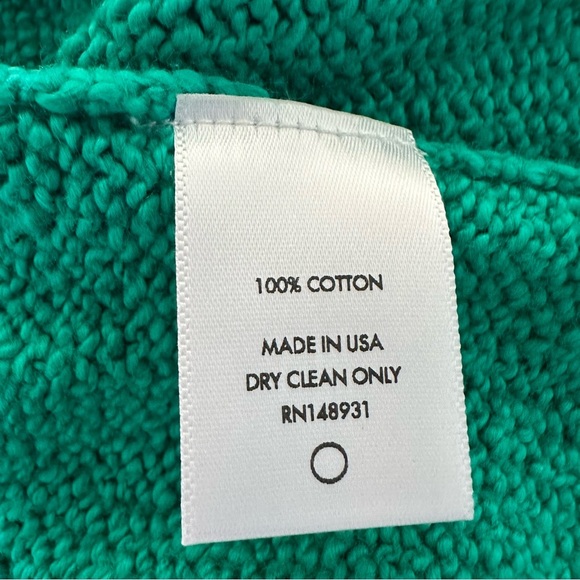 100% COTTON
MADE IN USA
DRY CLEAN ONLY
RN148931